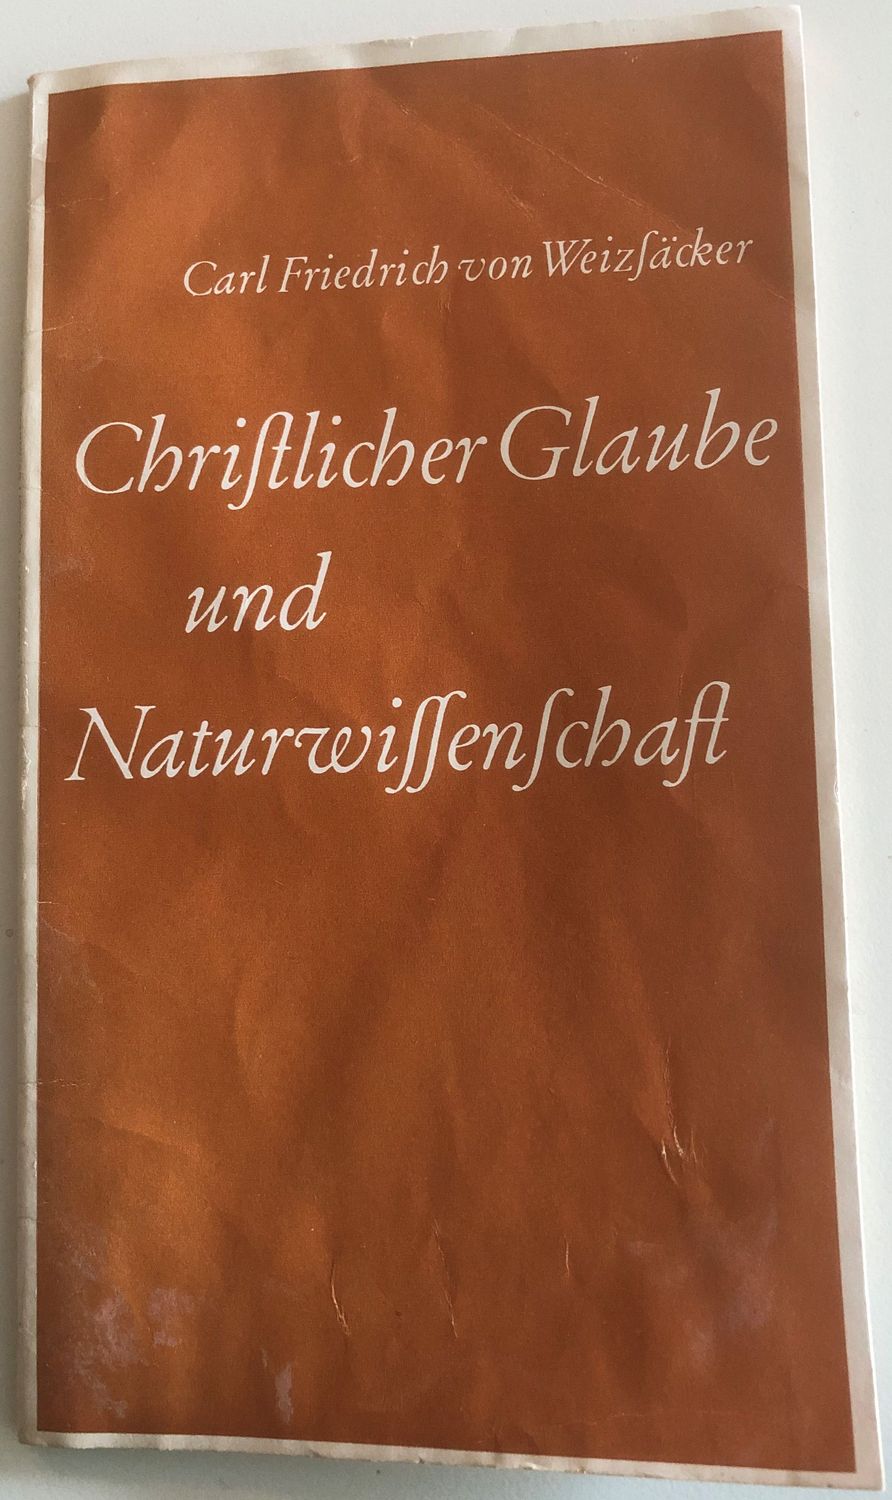 Carl Friedrich von Weizſäcker
Chriſtlicher Glaube
und
Naturwiſſenſchaft